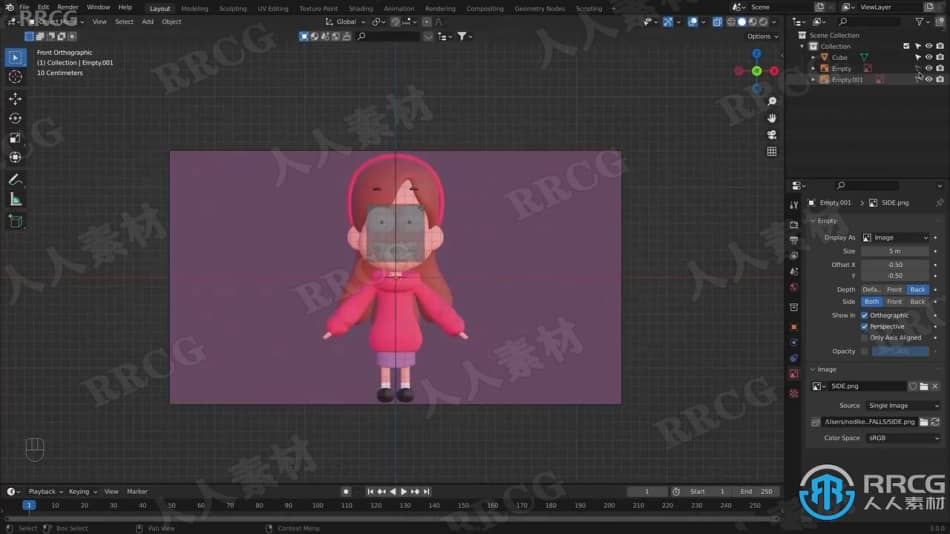 File Edit Render Window Help Layout Modeling Sculpting UV Editing Texture Paint Shading Animation Rendering Compositing Geometry Nodes Scripting + Scene ViewLayer
View Select Add Object Global
Options
Front Orthographic
(1) Collection | Empty.001
10 Centimeters
Scene Collection
Collection
Cube
Empty
Empty.001
Empty.001 > SIDE.png
Empty
Display As Image
Size 5 m
Offset X -0.50
Y -0.50
Depth Defa... Front Back
Side Both Front Back
Show In Orthographic
Perspective
Only Axis Aligned
Opacity
Image
SIDE.png
Source Single Image
/Users/nodike...FALLS/SIDE.png
Color Space sRGB
Playback Keying View Marker 1 Start 1 End 250
1 10 20 30 40 50 60 70 80 90 100 110 120 130 140 150 160 170 180 190 200 210 220 230 240 250
Select Box Select Pan View Context Menu 3.0.0
RRCG
人人素材
RRCG
人人素材